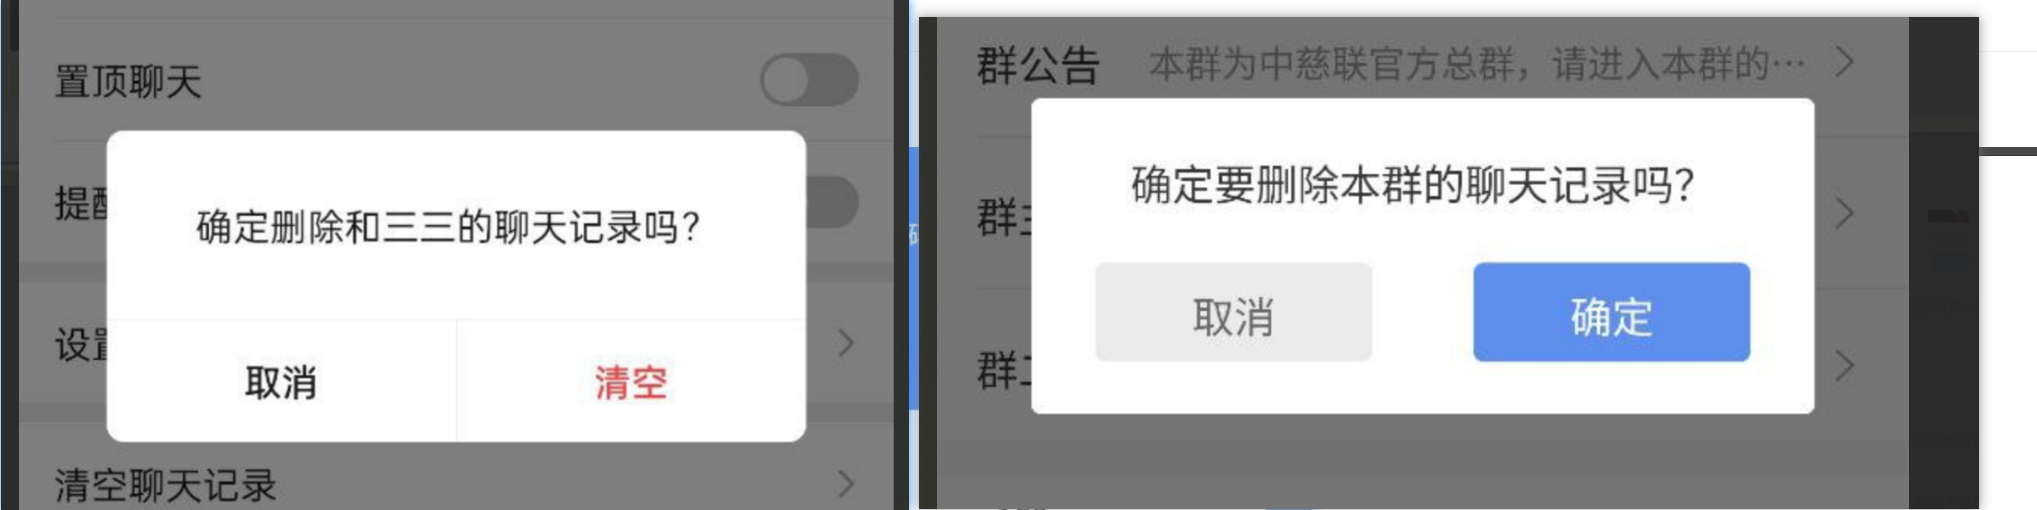 置顶聊天
提醒
确定删除和三三的聊天记录吗？
设置
取消
清空
清空聊天记录
群公告
本群为中慈联官方总群，请进入本群的…
确定要删除本群的聊天记录吗？
群主
取消
确定
群二